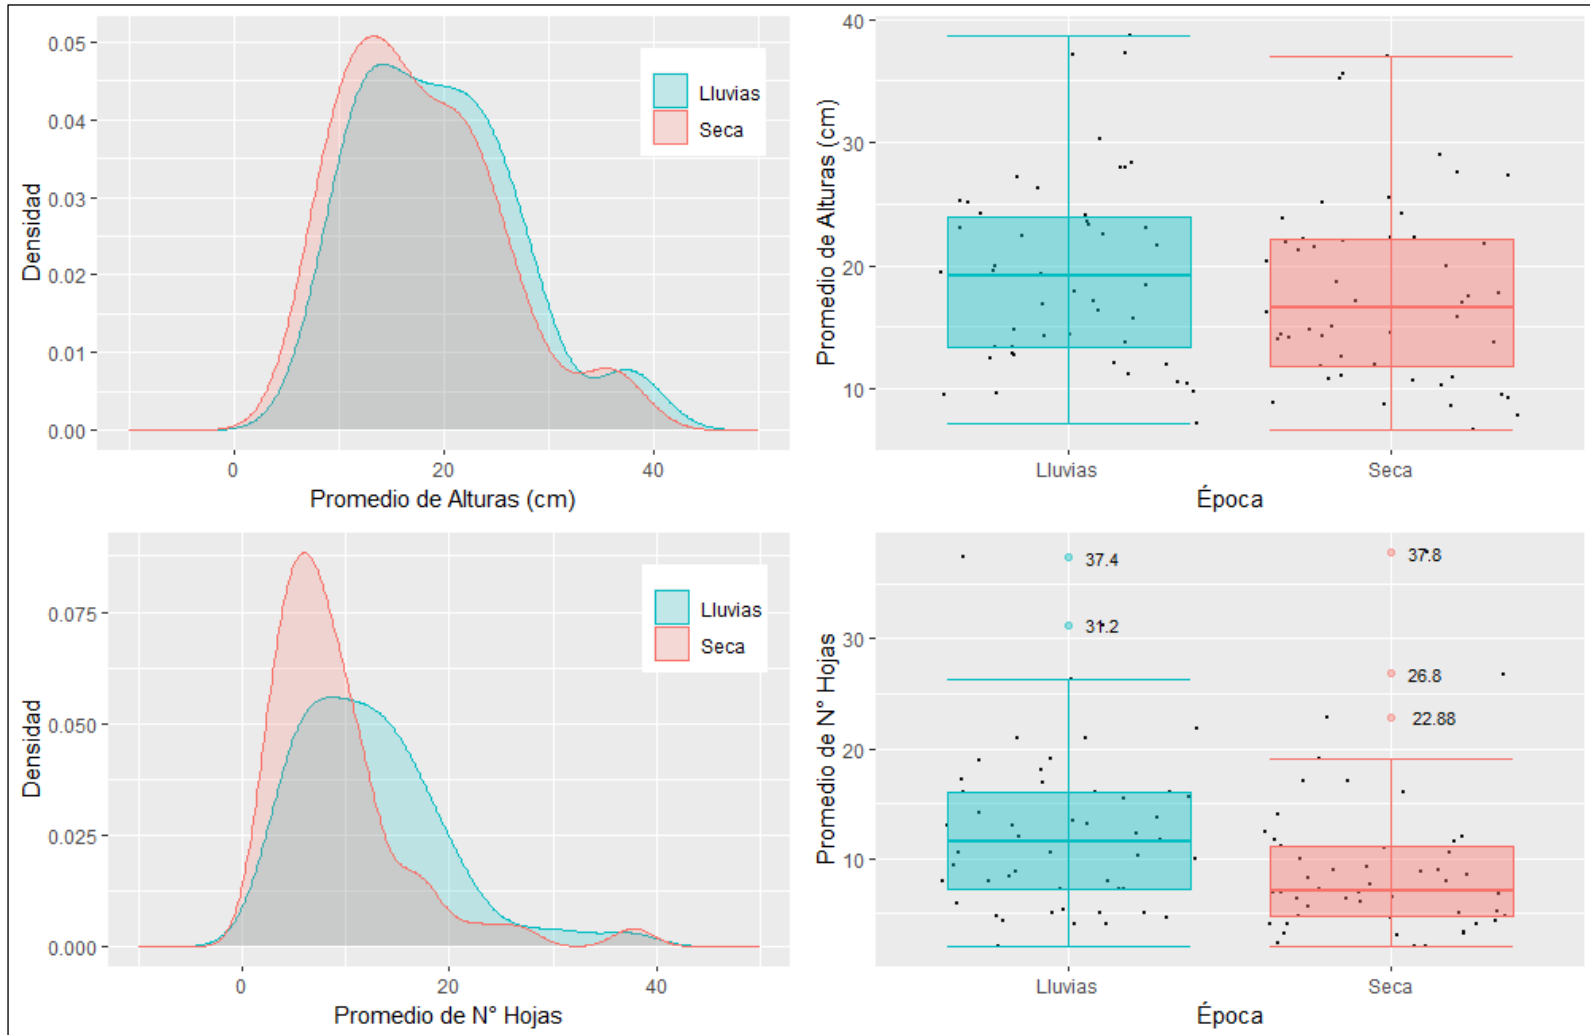 0.05
0.04
0.03
0.02
0.01
0.00
Densidad
0
20
40
Promedio de Alturas (cm)
Lluvias
Seca
40
30
20
10
Promedio de Alturas (cm)
Lluvias
Seca
Época
0.075
0.050
0.025
0.000
Densidad
0
20
40
Promedio de N° Hojas
Lluvias
Seca
30
20
10
Promedio de N° Hojas
37.4
31.2
37.8
26.8
22.88
Lluvias
Seca
Época